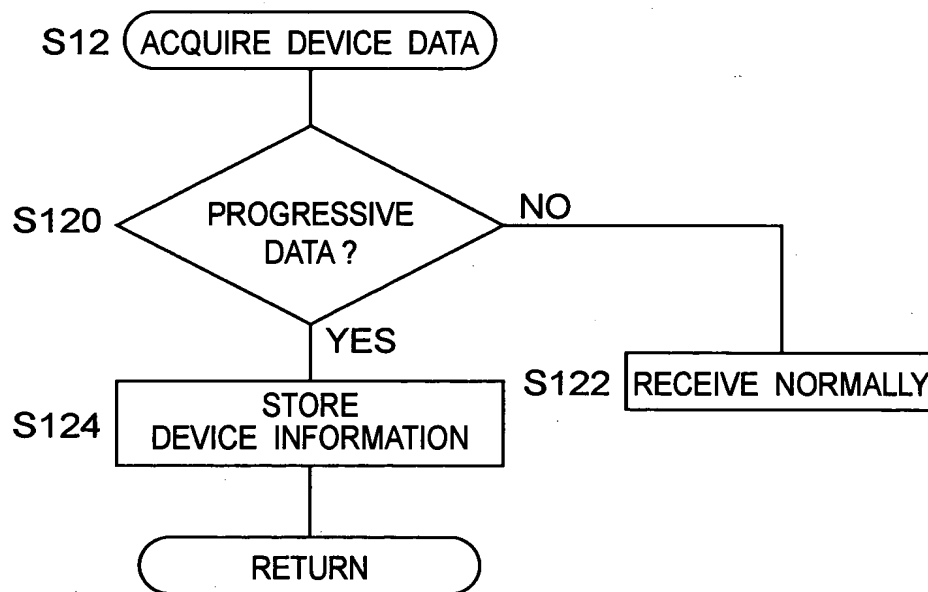 S12 ACQUIRE DEVICE DATA
S120 PROGRESSIVE
DATA ?
NO
YES
S122 RECEIVE NORMALLY
S124 STORE
DEVICE INFORMATION
RETURN